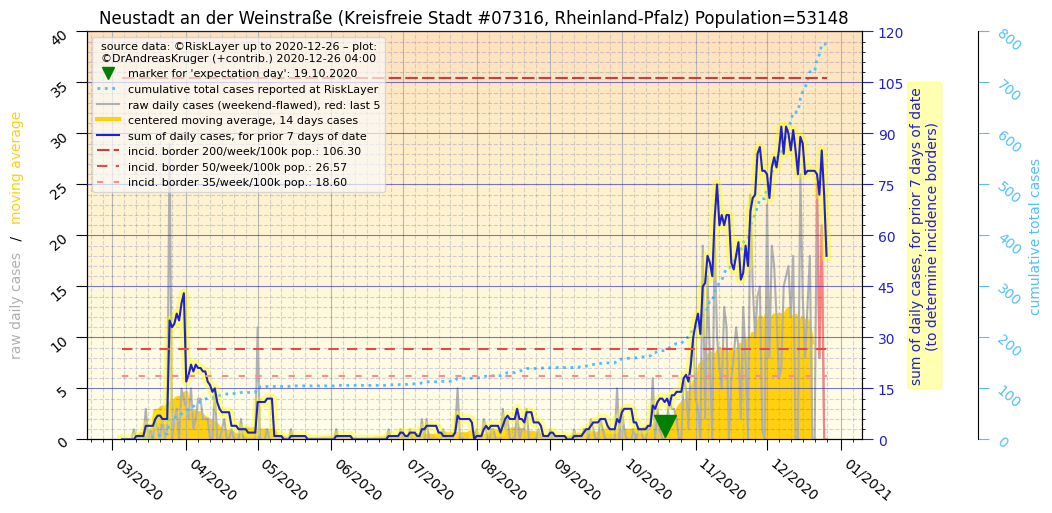 Neustadt an der Weinstraße (Kreisfreie Stadt #07316, Rheinland-Pfalz) Population=53148
source data: ©RiskLayer up to 2020-12-26 – plot:
©DrAndreasKruger (+contrib.) 2020-12-26 04:00
marker for 'expectation day': 19.10.2020
cumulative total cases reported at RiskLayer
raw daily cases (weekend-flawed), red: last 5
centered moving average, 14 days cases
sum of daily cases, for prior 7 days of date
incid. border 200/week/100k pop.: 106.30
incid. border 50/week/100k pop.: 26.57
incid. border 35/week/100k pop.: 18.60
raw daily cases / moving average
40
35
30
25
20
15
10
5
0
120
105
90
75
60
45
30
15
0
sum of daily cases, for prior 7 days of date
(to determine incidence borders)
800
700
600
500
400
300
200
100
0
cumulative total cases
03/2020
04/2020
05/2020
06/2020
07/2020
08/2020
09/2020
10/2020
11/2020
12/2020
01/2021